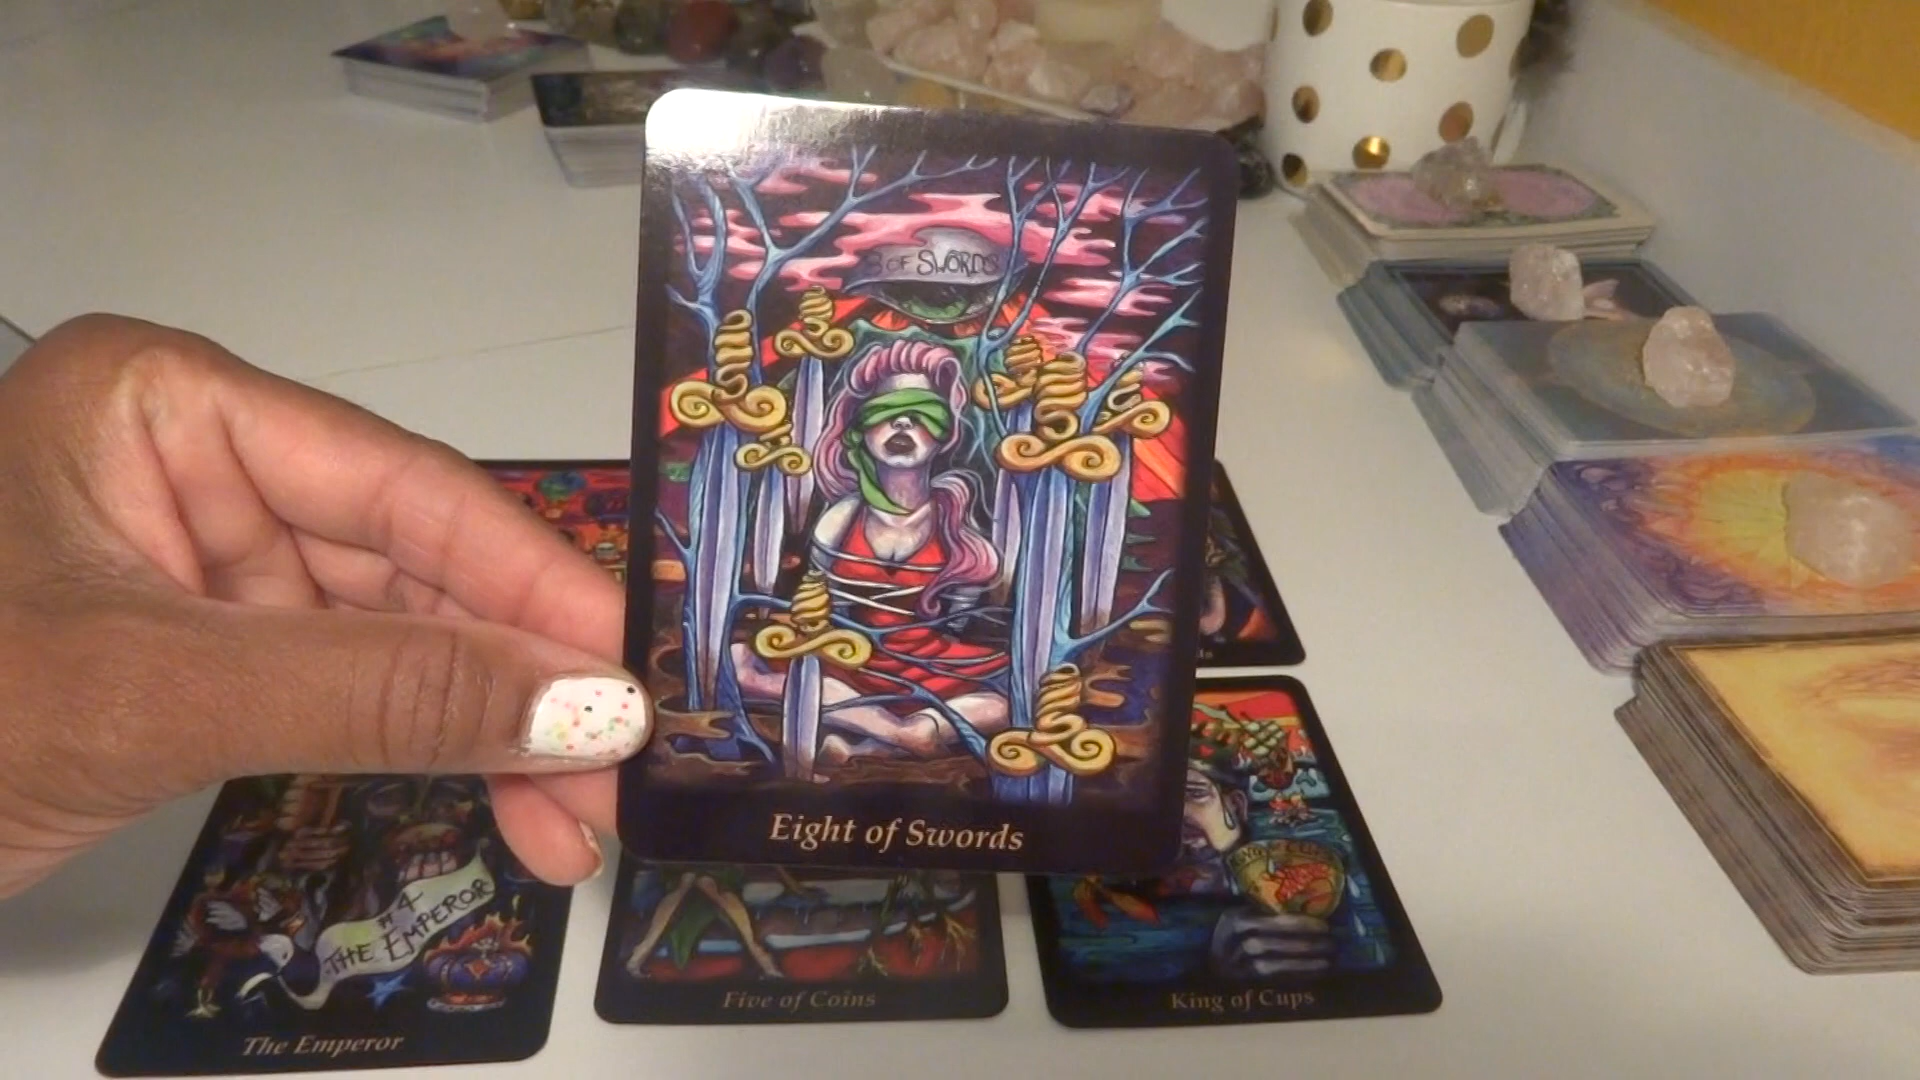 8 OF SWORDS
Eight of Swords
#4
THE EMPEROR
The Emperor
Five of Coins
King of Cups